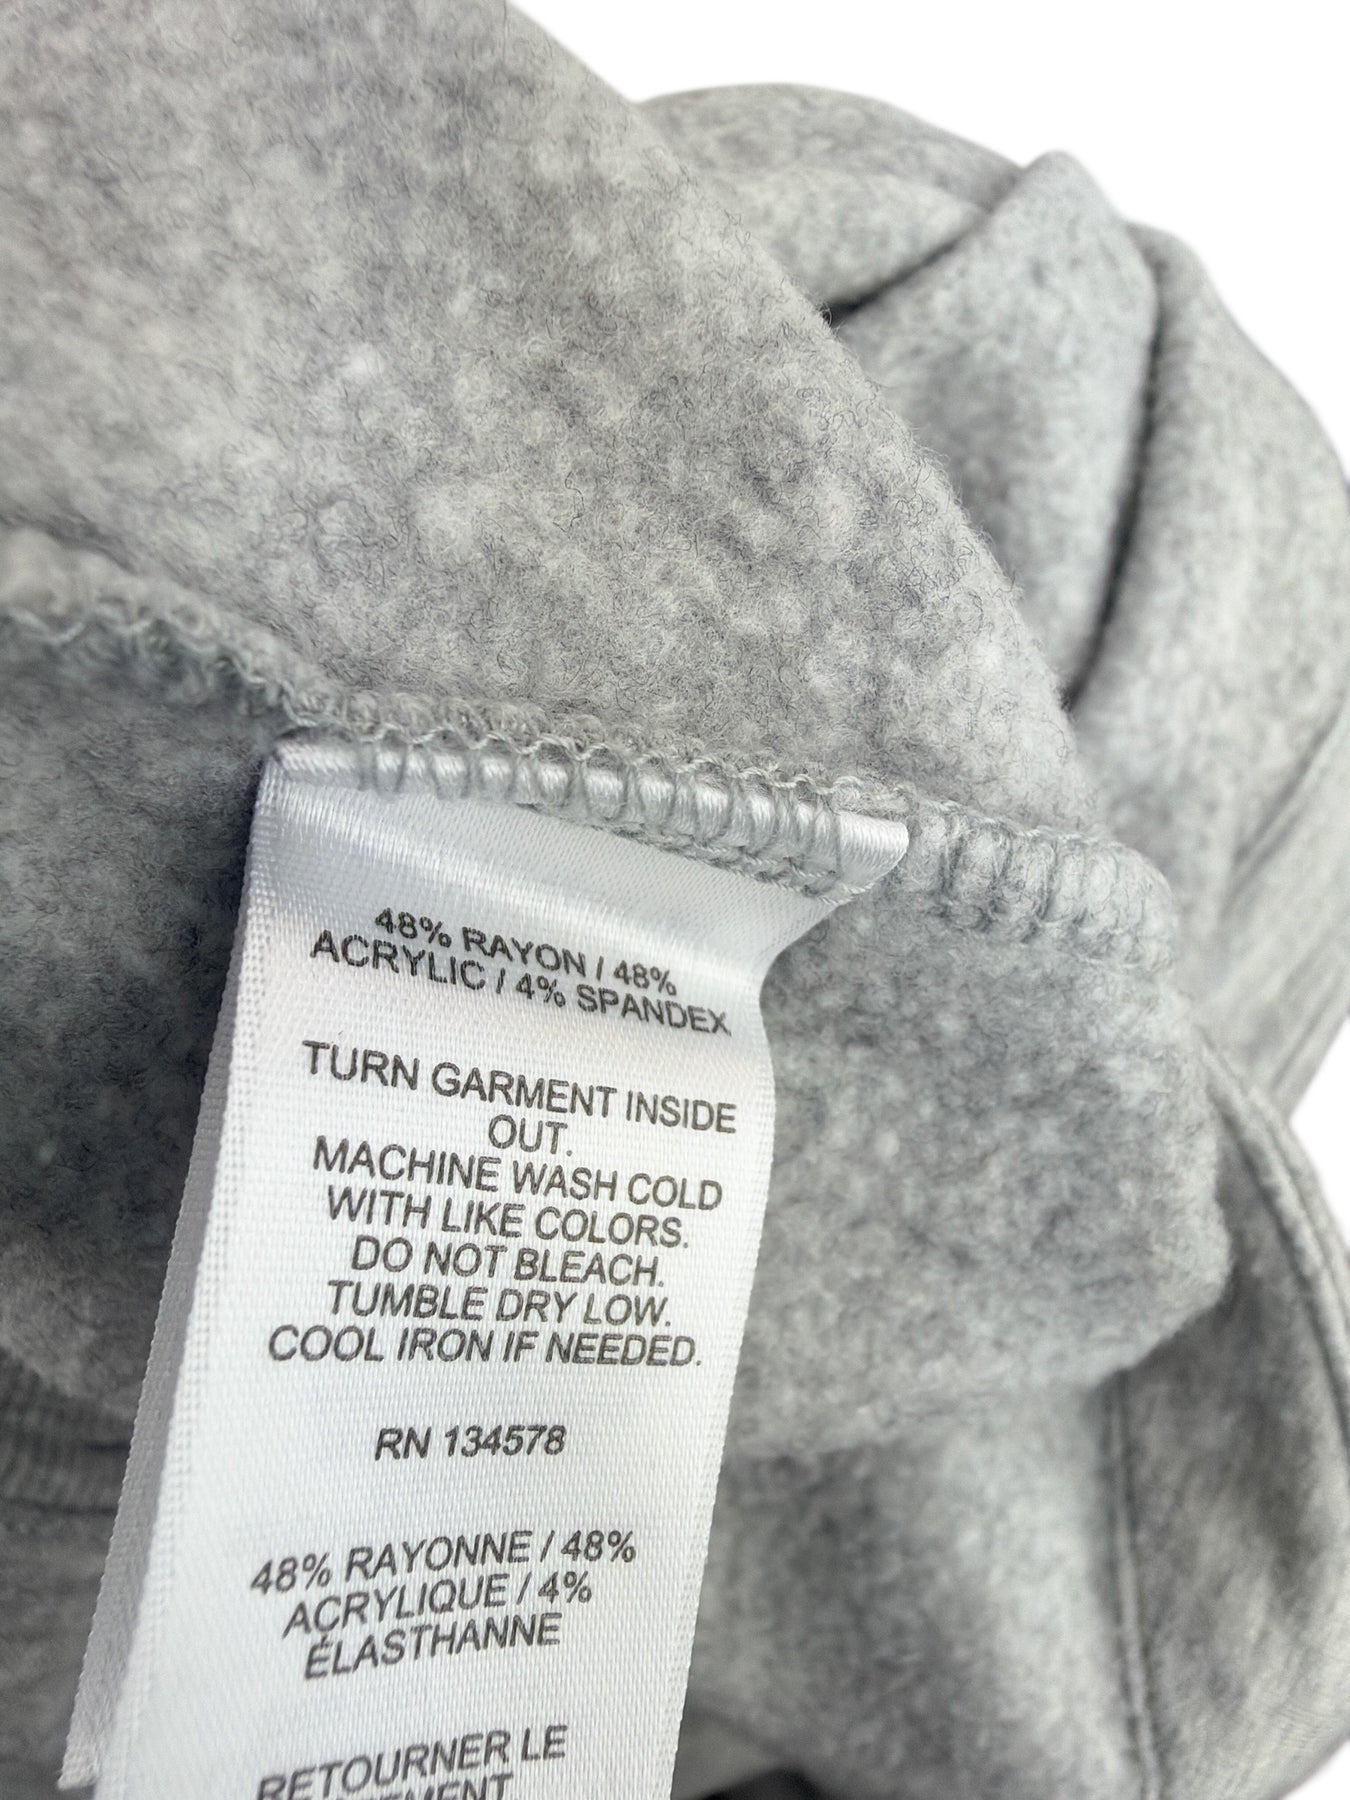 48% RAYON / 48%
ACRYLIC / 4% SPANDEX
TURN GARMENT INSIDE
OUT.
MACHINE WASH COLD
WITH LIKE COLORS.
DO NOT BLEACH.
TUMBLE DRY LOW.
COOL IRON IF NEEDED.
RN 134578
48% RAYONNE / 48%
ACRYLIQUE / 4%
ÉLASTHANNE
RETOURNER LE